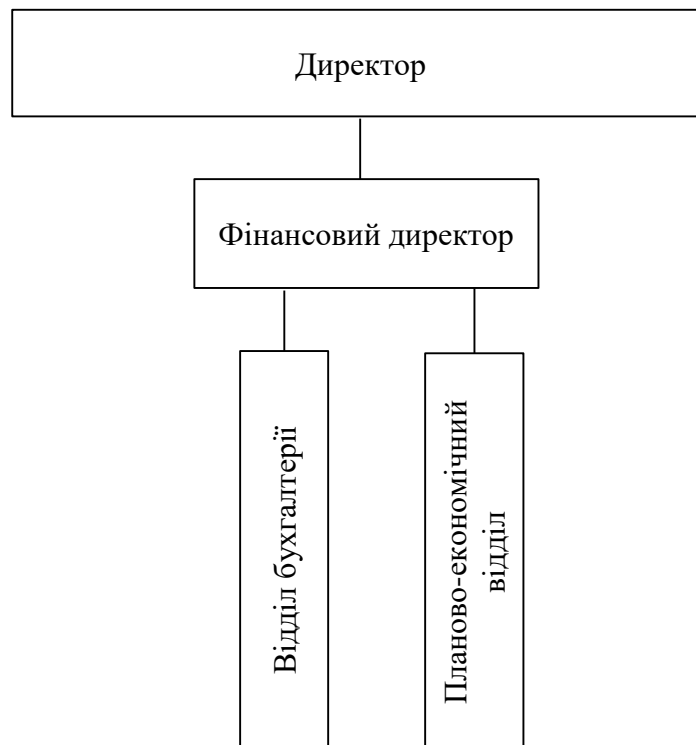 Директор
Фінансовий директор
Відділ бухгалтерії
Планово-економічний
відділ